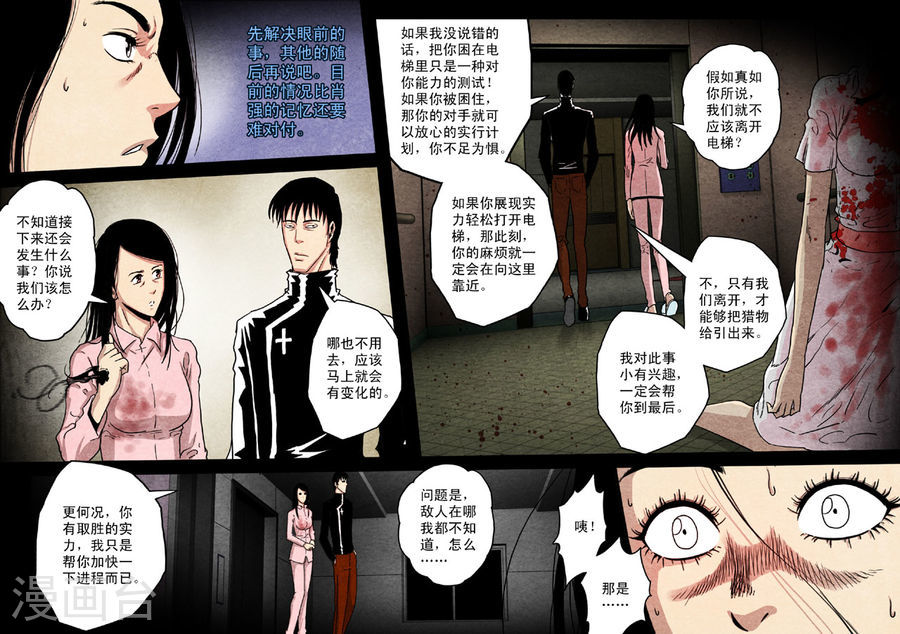 先解决眼前的
事，其他的随
后再说吧。目
前的情况比肖
强的记忆还要
难对付。
如果我没说错的
话，把你困在电
梯里只是一种对
你能力的测试！
如果你被困住，
那你的对手就可
以放心的实行计
划，你不足为惧。
假如真如
你所说，
我们就不
应该离开
电梯？
如果你展现实
力轻松打开电
梯，那此刻，
你的麻烦就一
定会在向这里
靠近。
不，只有我
们离开，才
能够把猎物
给引出来。
我对此事
小有兴趣，
一定会帮
你到最后。
不知道接
下来还会
发生什么
事？你说
我们该怎
么办？
哪也不用
去，应该
马上就会
有变化的。
更何况，你
有取胜的实
力，我只是
帮你加快一
下进程而已。
问题是，
敌人在哪
我都不知
道，怎么
……
咦！
那是
……
漫画台